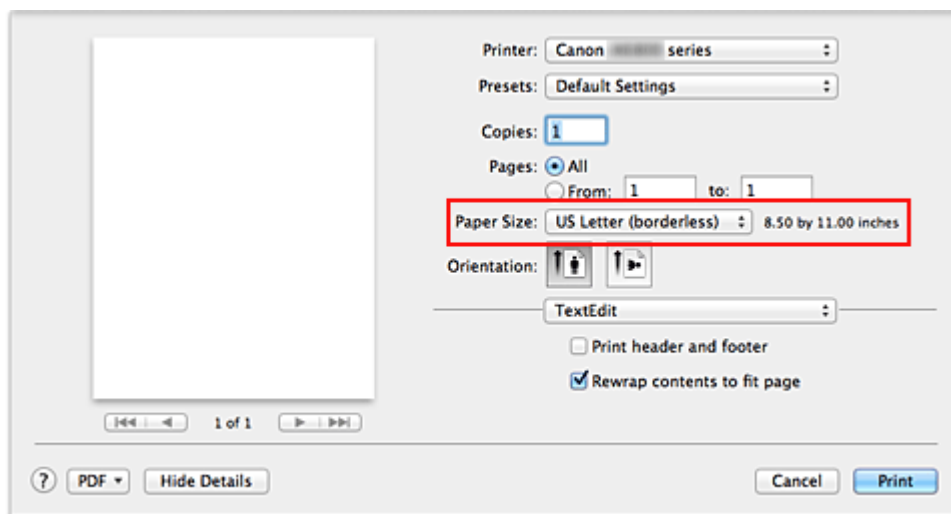 Printer: Canon series
Presets: Default Settings
Copies: 1
Pages: All
From: 1 to: 1
Paper Size: US Letter (borderless) 8.50 by 11.00 inches
Orientation:
TextEdit
Print header and footer
Rewrap contents to fit page
1 of 1
? PDF Hide Details Cancel Print